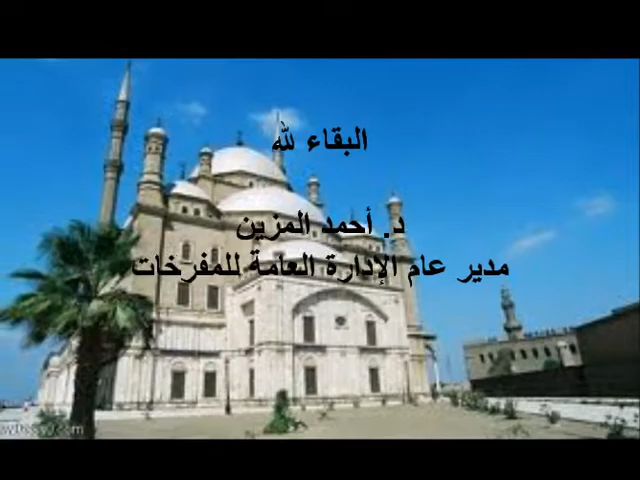 البقاء لله
د. أحمد المزين
مدير عام الإدارة العامة للمفرخات